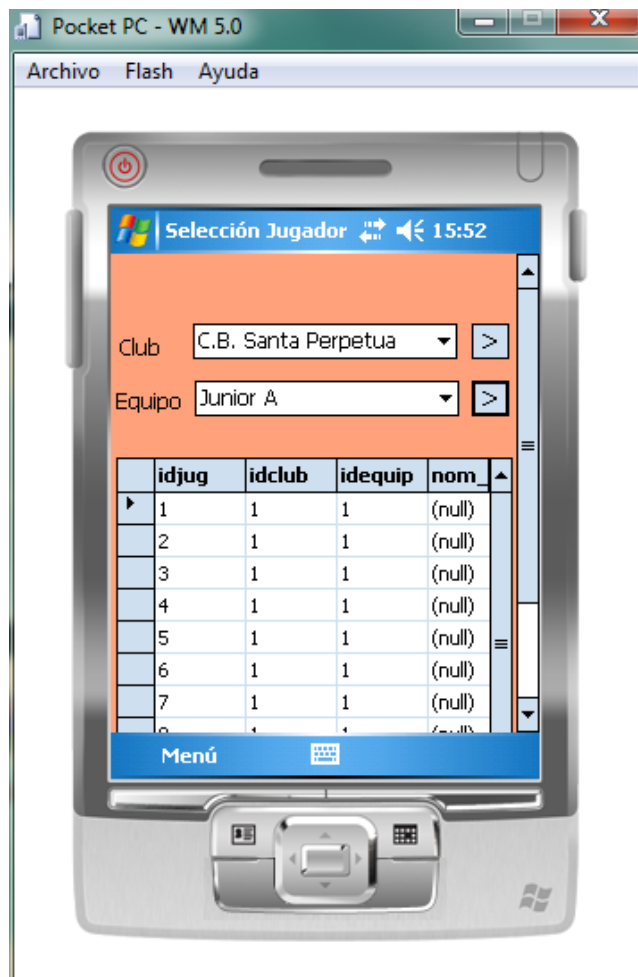 Pocket PC - WM 5.0
Archivo Flash Ayuda
Selección Jugador 15:52
Club C.B. Santa Perpetua >
Equipo Junior A >
idjug idclub idequip nom_
1 1 1 (null)
2 1 1 (null)
3 1 1 (null)
4 1 1 (null)
5 1 1 (null)
6 1 1 (null)
7 1 1 (null)
Menú